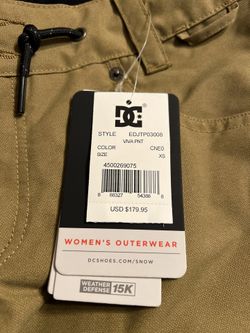 DC
STYLE EDJTP03008
VIVA PNT
COLOR CNE0
SIZE XS
4500269075
USD $179.95
WOMEN'S OUTERWEAR
DCSHOES.COM/SNOW
WEATHER
DEFENSE 15K